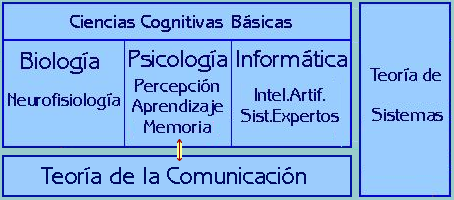 Ciencias Cognitivas Básicas
Biología
Neurofisiología
Psicología
Percepción
Aprendizaje
Memoria
Informática
Intel.Artif.
Sist.Expertos
Teoría de la Comunicación
Teoría de
Sistemas